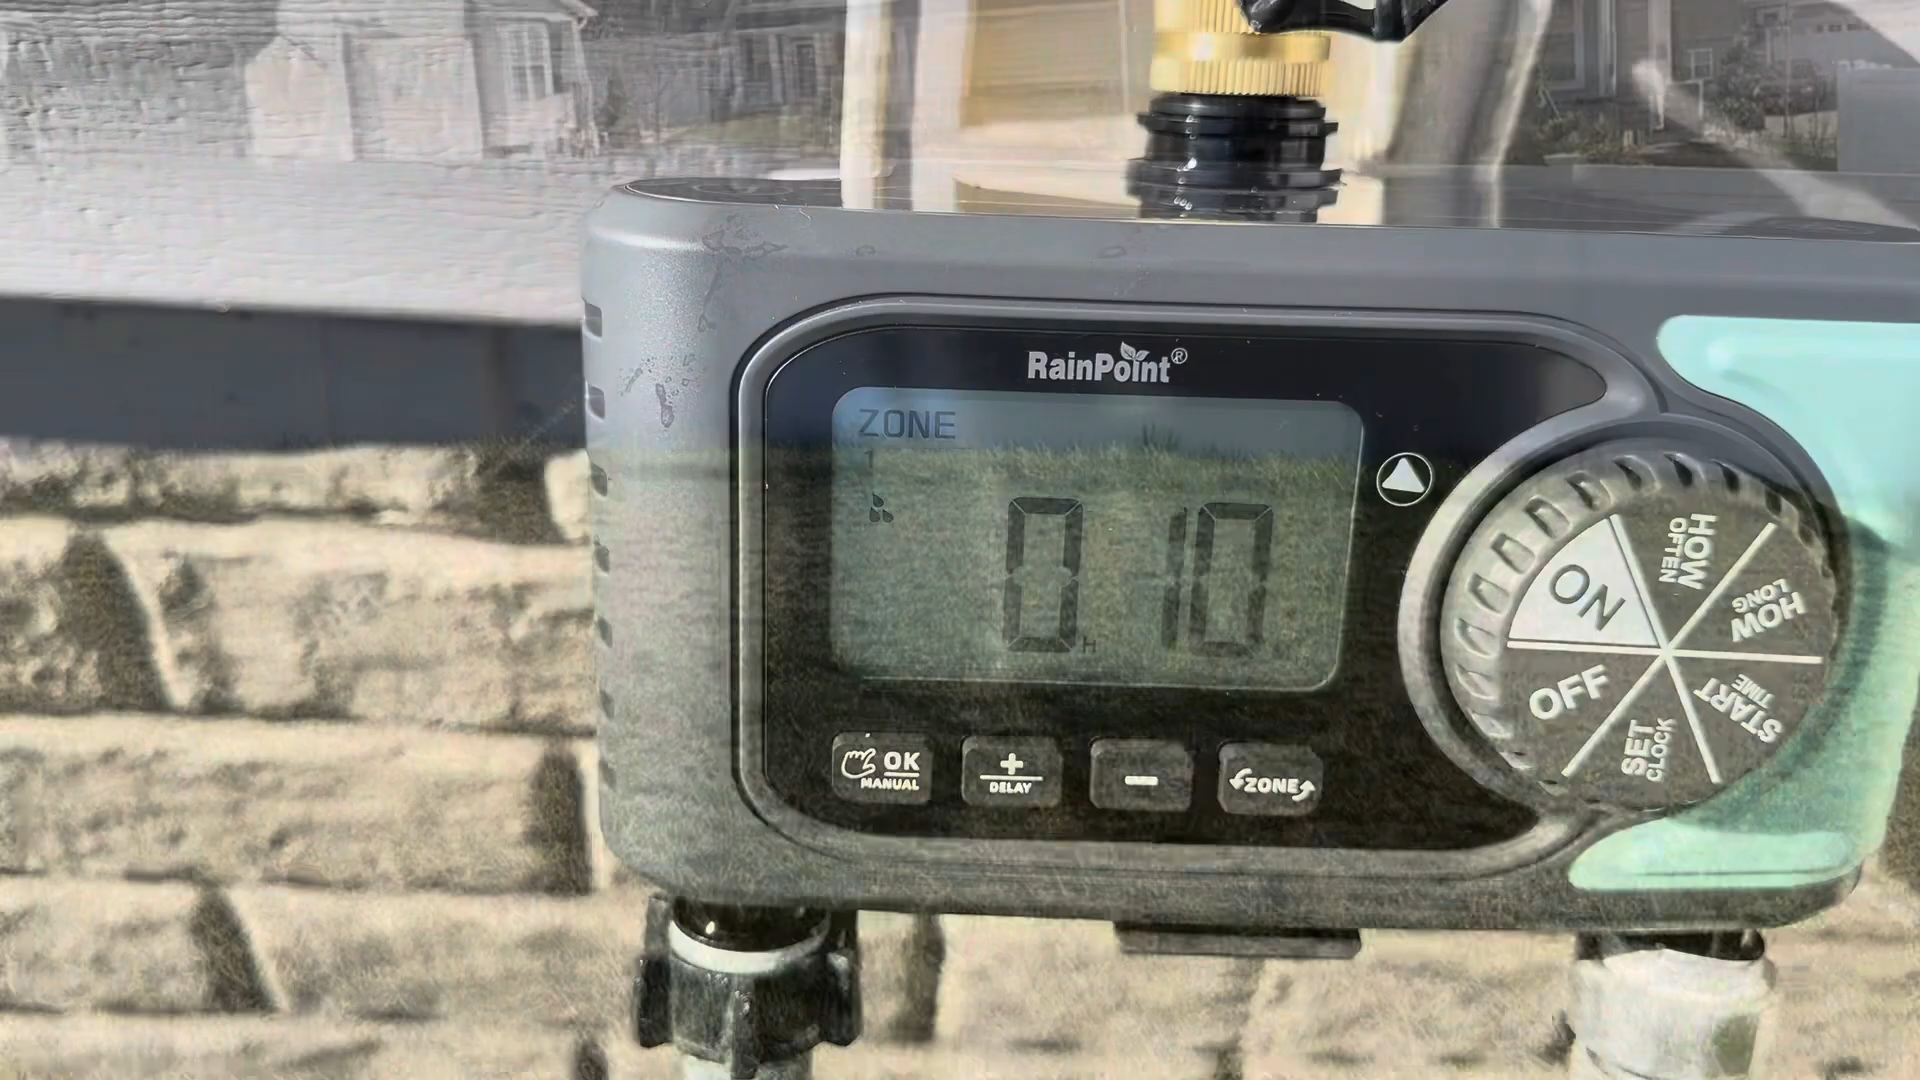 RainPoint®
ZONE
1
0H 10
HOW OFTEN
HOW LONG
START TIME
SET CLOCK
OFF
ON
OK
MANUAL
+
DELAY
-
ZONE